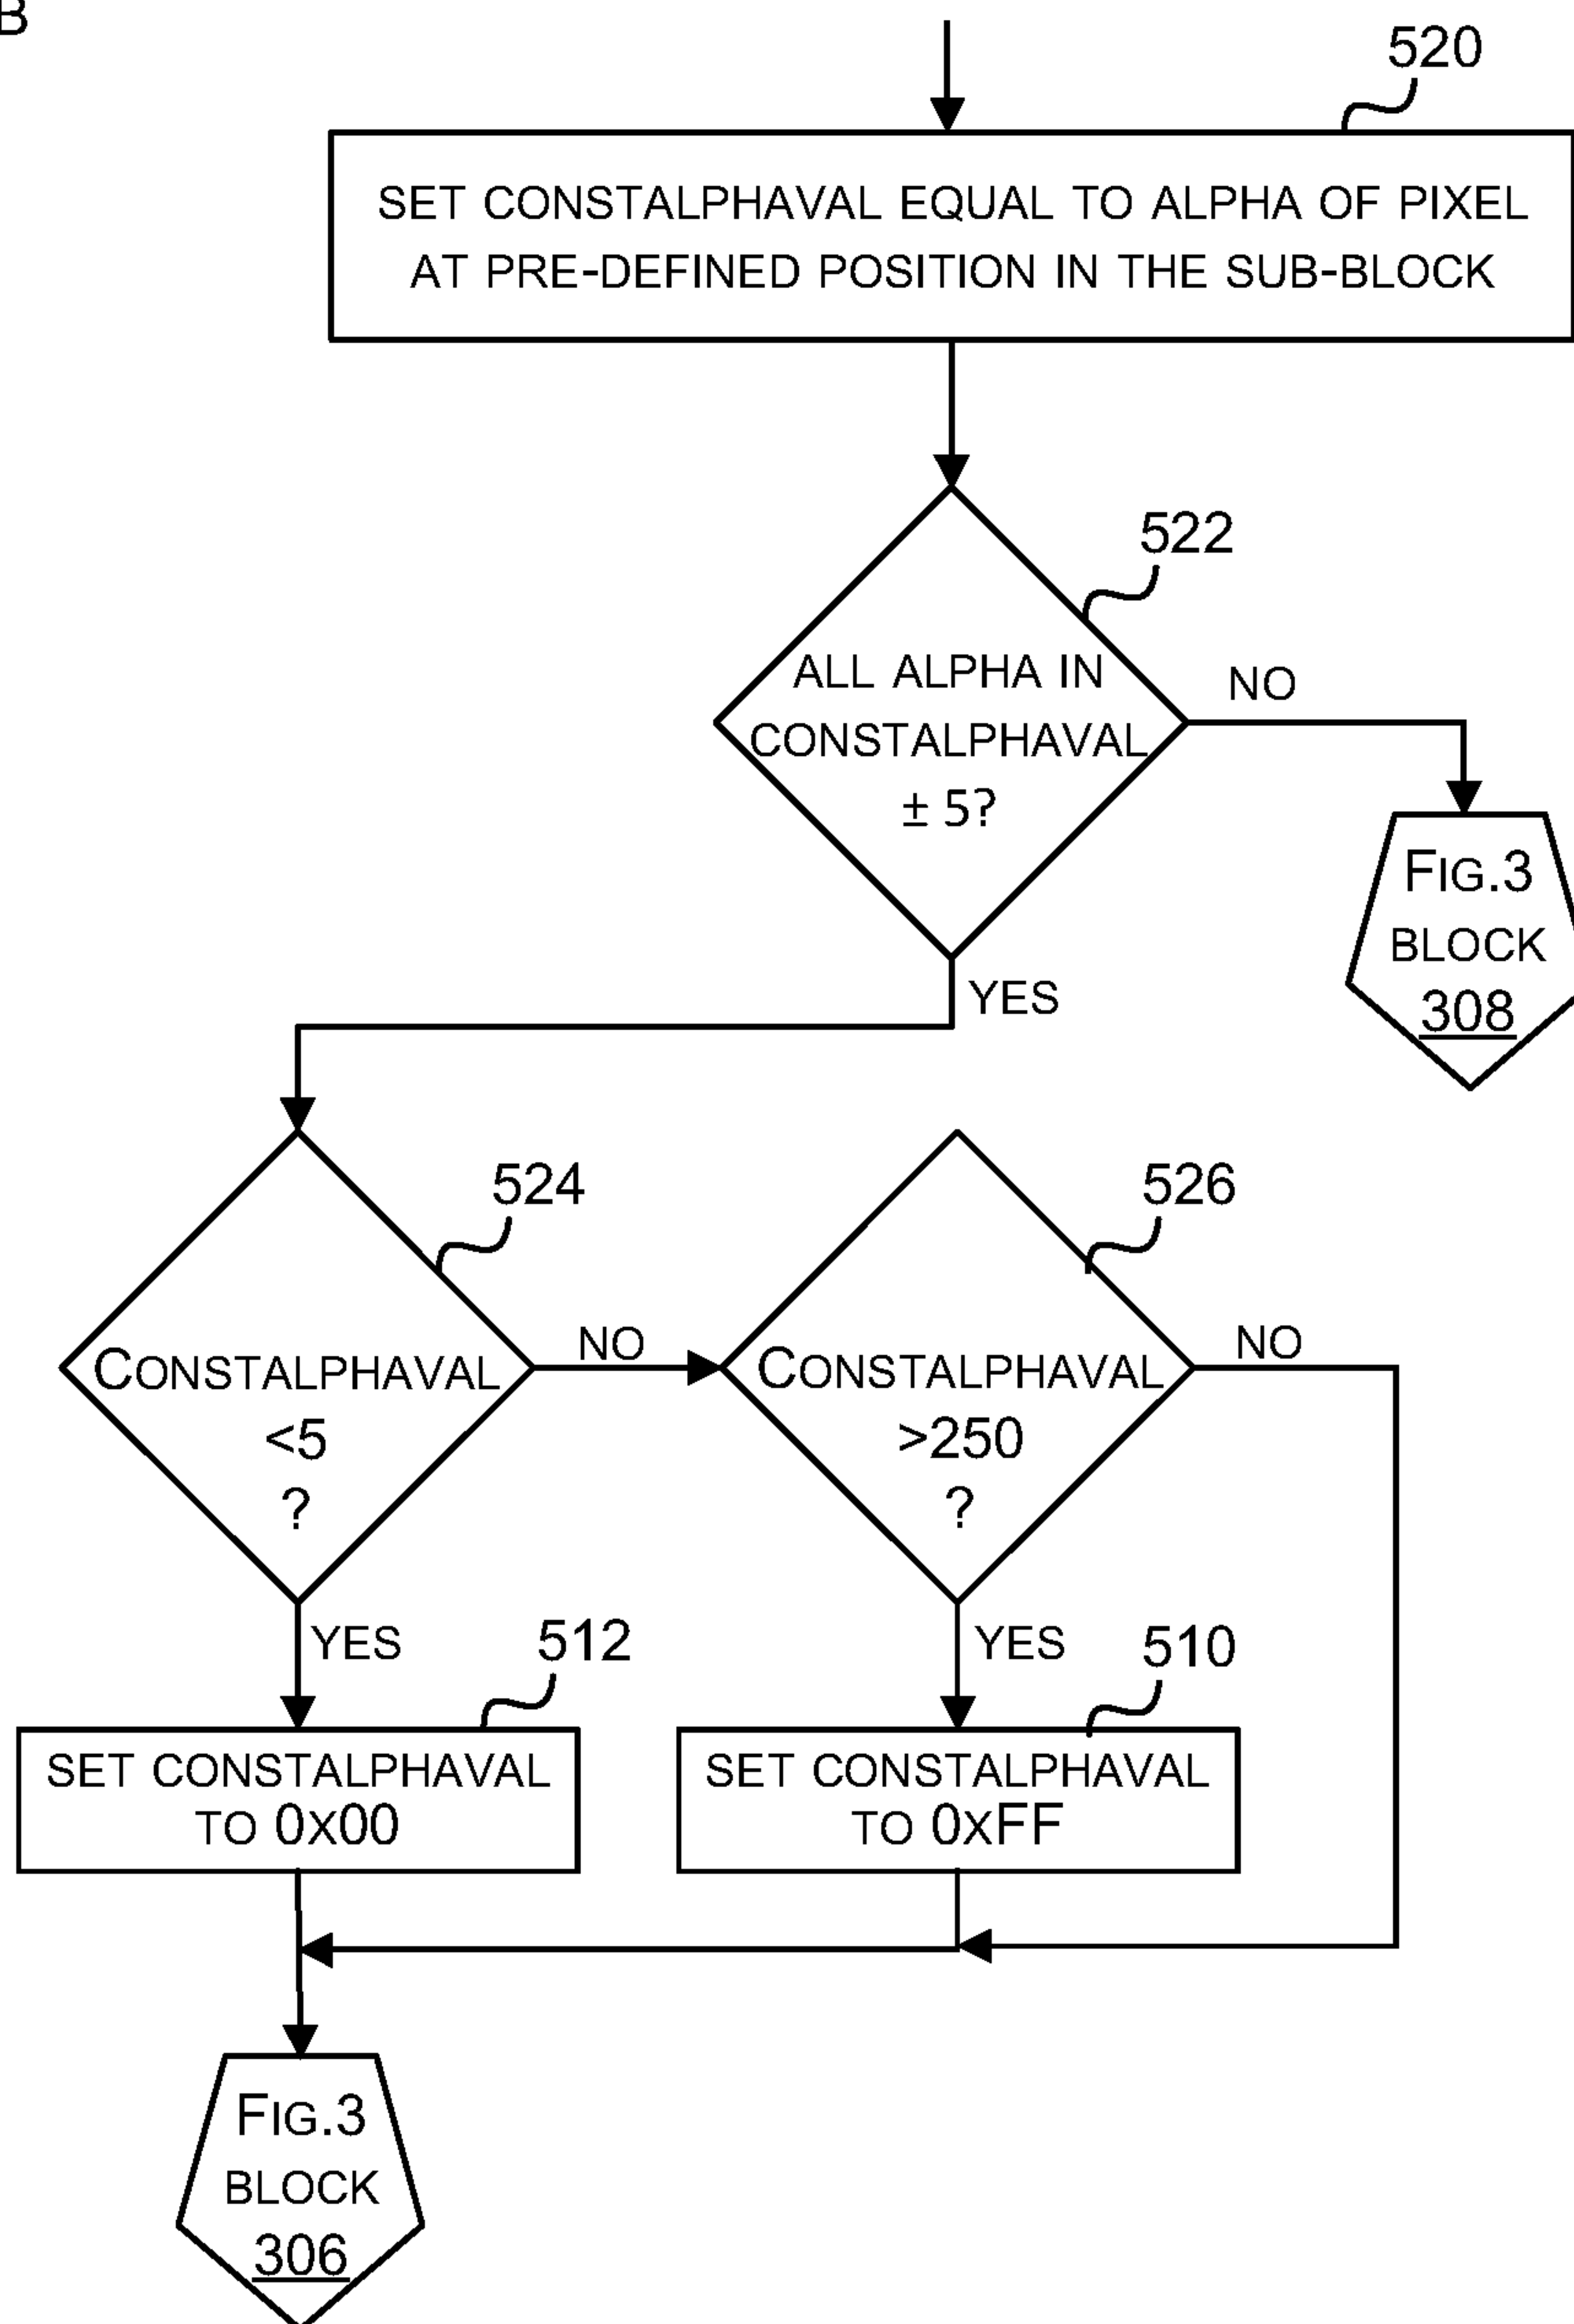 B
520
SET CONSTALPHAVAL EQUAL TO ALPHA OF PIXEL
AT PRE-DEFINED POSITION IN THE SUB-BLOCK
522
ALL ALPHA IN
CONSTALPHAVAL
± 5?
NO
FIG.3
BLOCK
308
YES
524
CONSTALPHAVAL
<5
?
NO
526
CONSTALPHAVAL
>250
?
NO
YES
512
SET CONSTALPHAVAL
TO 0X00
YES
510
SET CONSTALPHAVAL
TO 0XFF
FIG.3
BLOCK
306